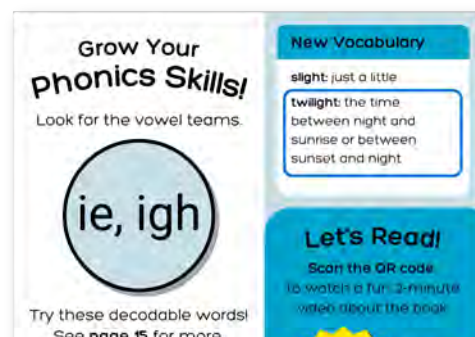 Grow Your
Phonics Skills!
Look for the vowel teams.
ie, igh
Try these decodable words!
See page 15 for more.
New Vocabulary
slight: just a little
twilight: the time
between night and
sunrise or between
sunset and night
Let's Read!
Scan the QR code
to watch a fun, 2-minute
video about the book.